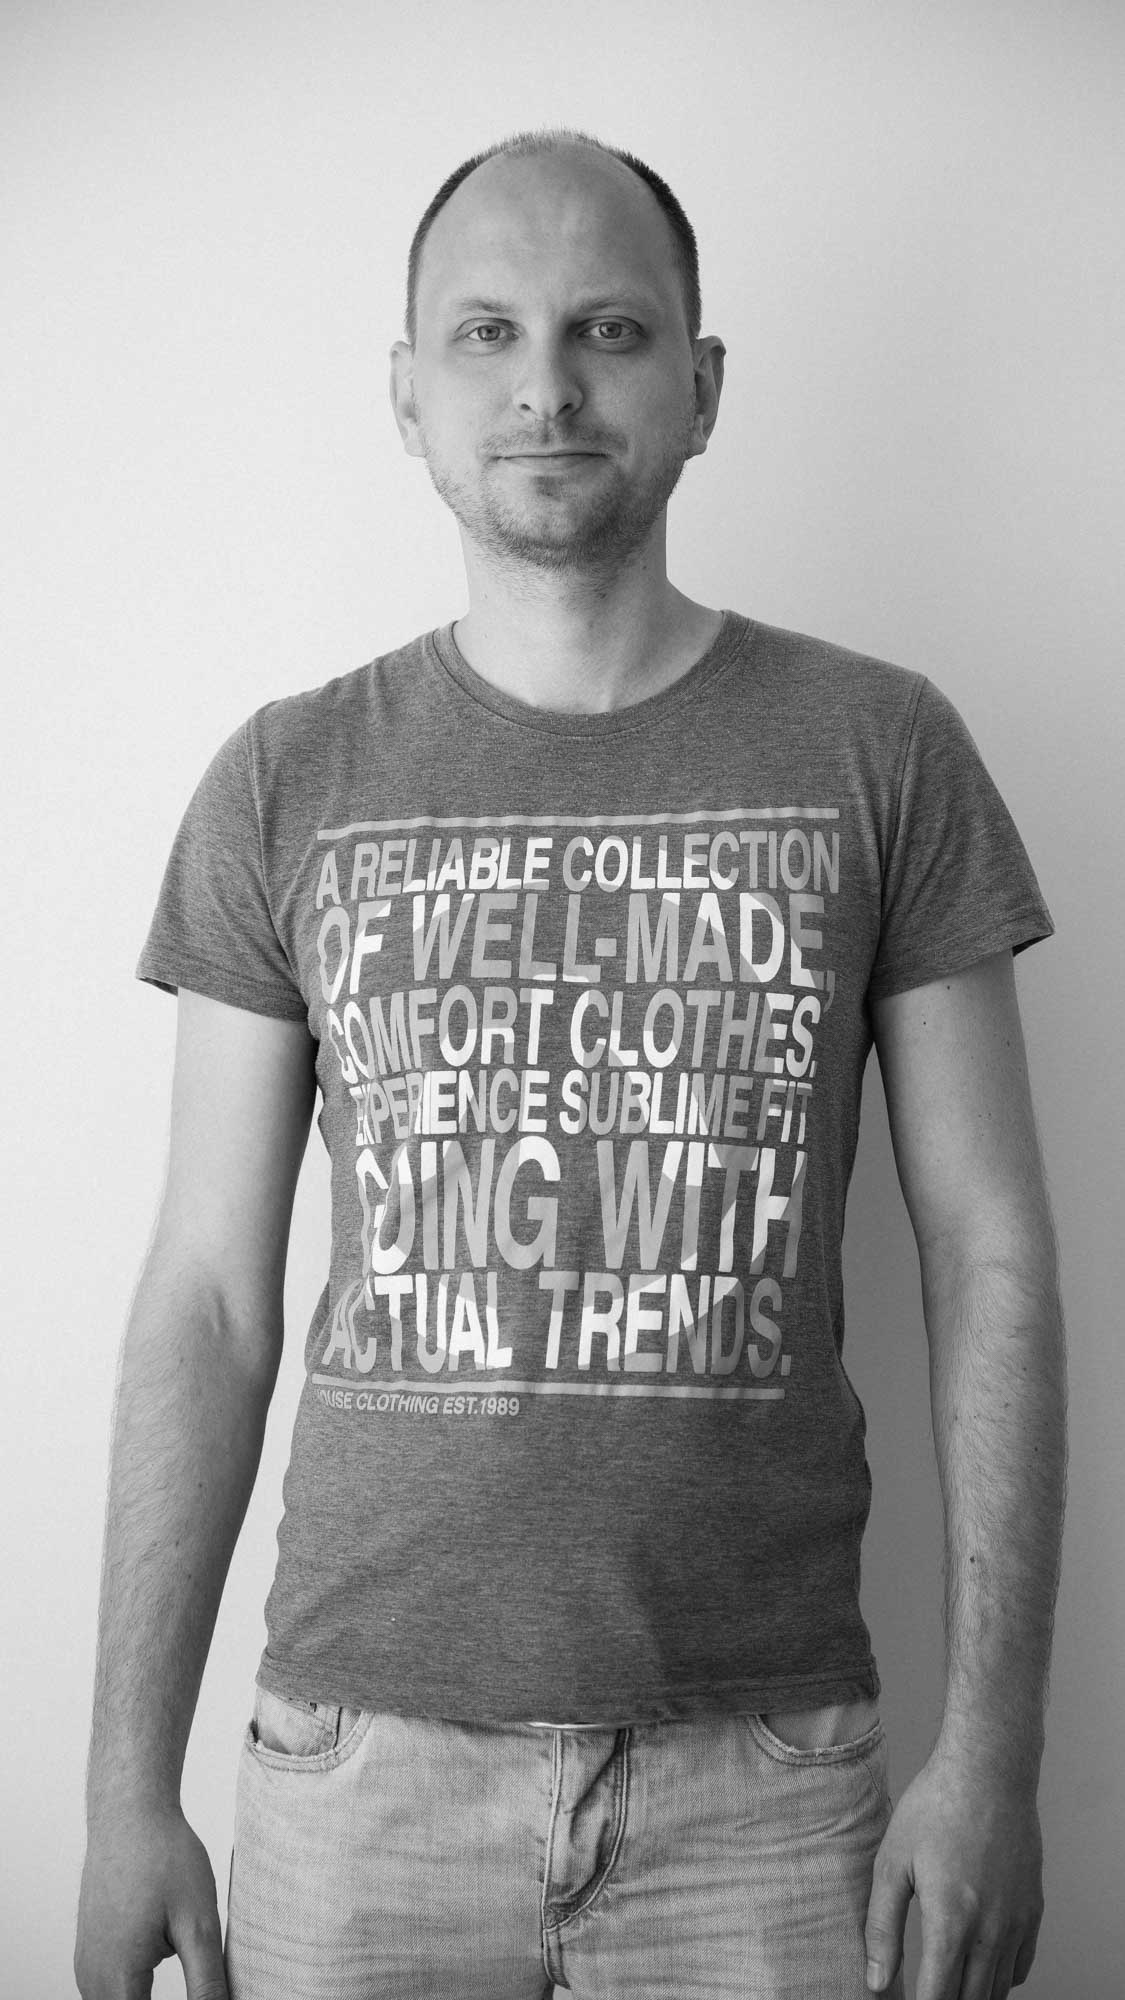 A RELIABLE COLLECTION
OF WELL-MADE,
COMFORT CLOTHES.
EXPERIENCE SUBLIME FIT
GOING WITH
ACTUAL TRENDS.
HOUSE CLOTHING EST.1989